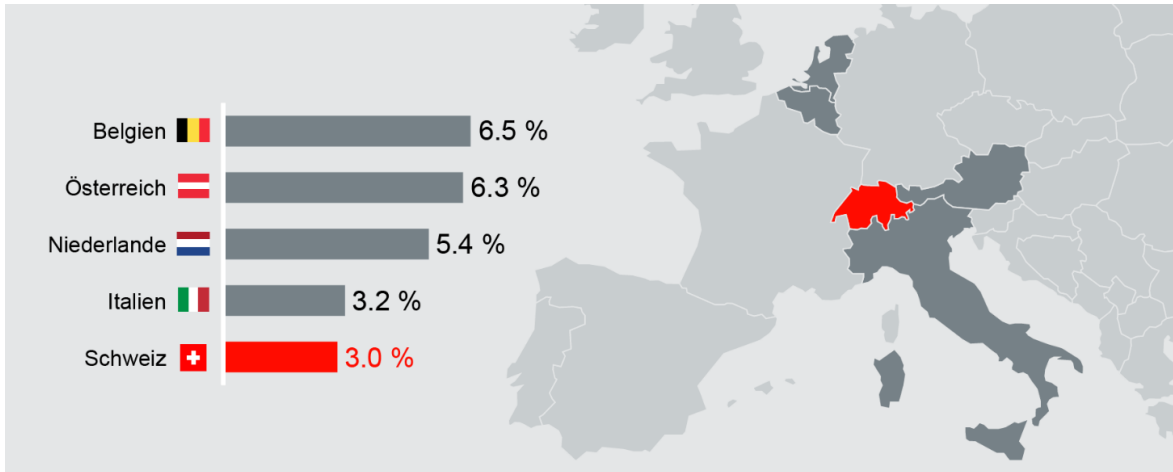 Belgien 6.5 %
Österreich 6.3 %
Niederlande 5.4 %
Italien 3.2 %
Schweiz 3.0 %